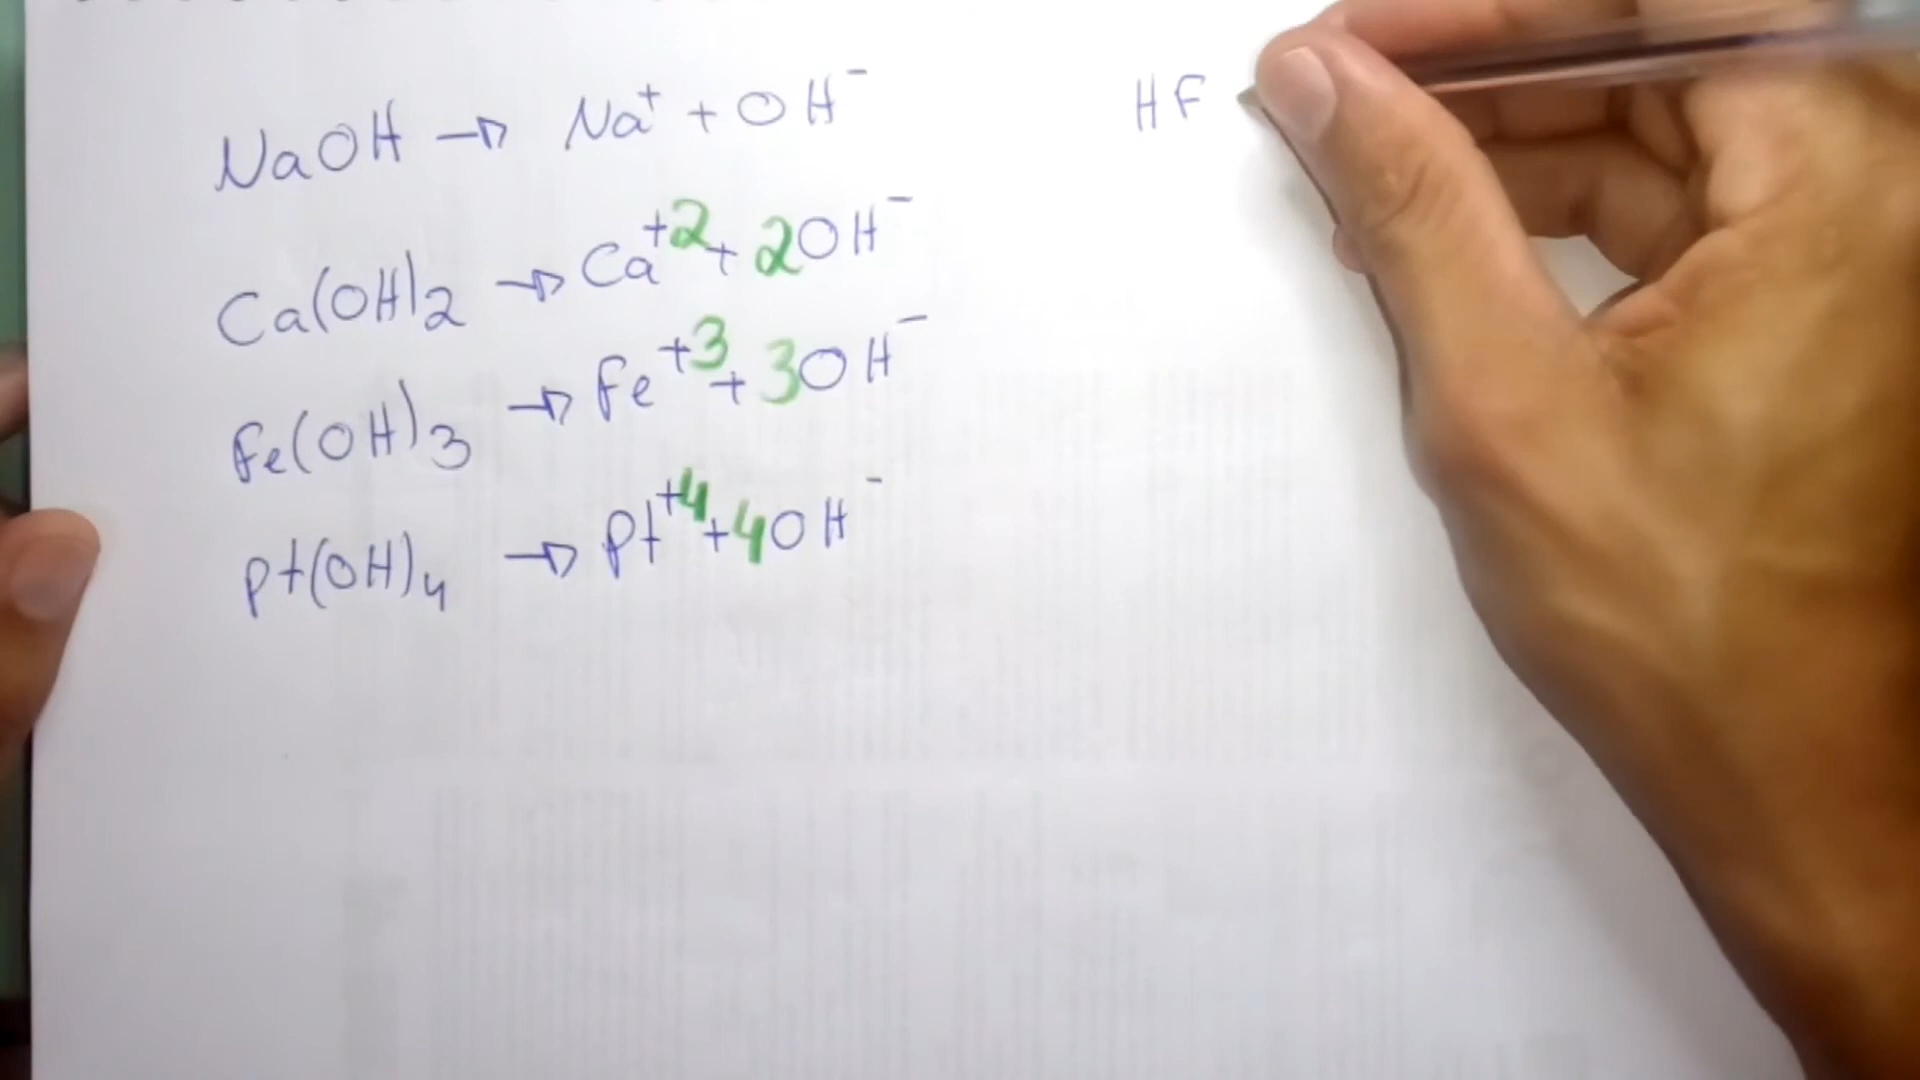 NaOH → Na⁺ + OH⁻
HF
Ca(OH)₂ → Ca⁺² + 2OH⁻
Fe(OH)₃ → Fe⁺³ + 3OH⁻
Pt(OH)₄ → Pt⁺⁴ + 4OH⁻